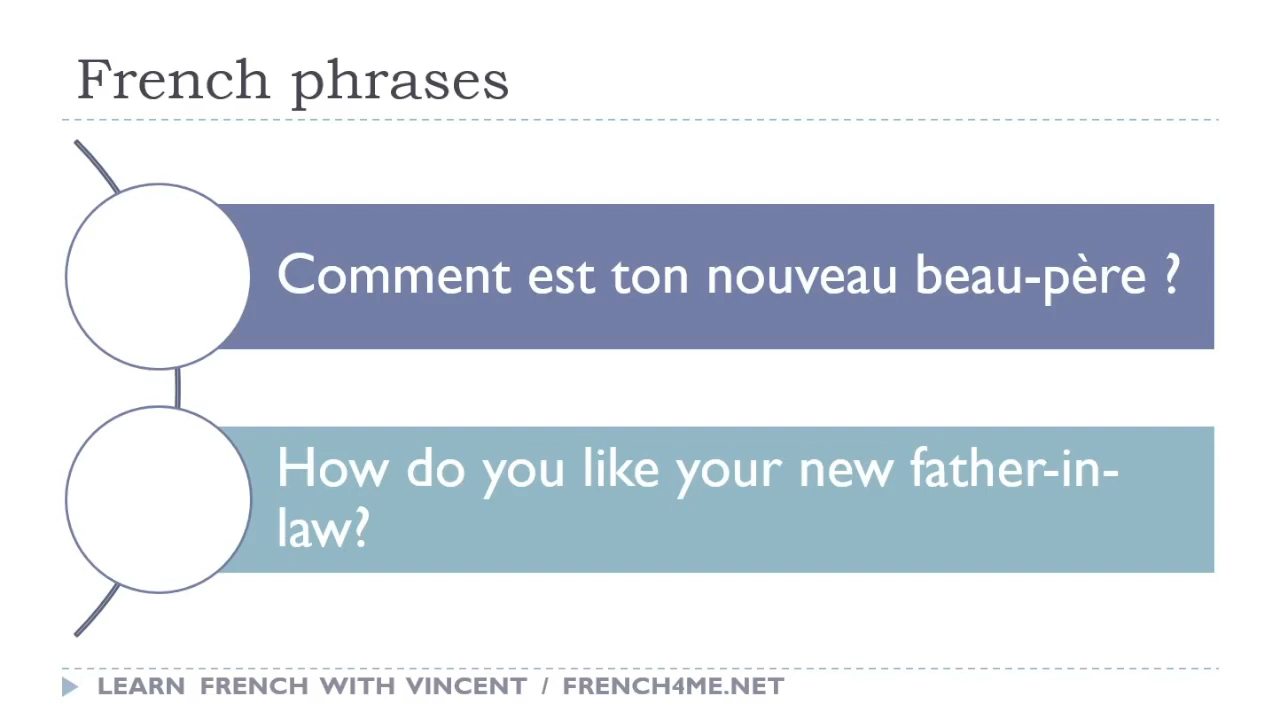 French phrases
Comment est ton nouveau beau-père ?
How do you like your new father-in-
law?
LEARN FRENCH WITH VINCENT / FRENCH4ME.NET